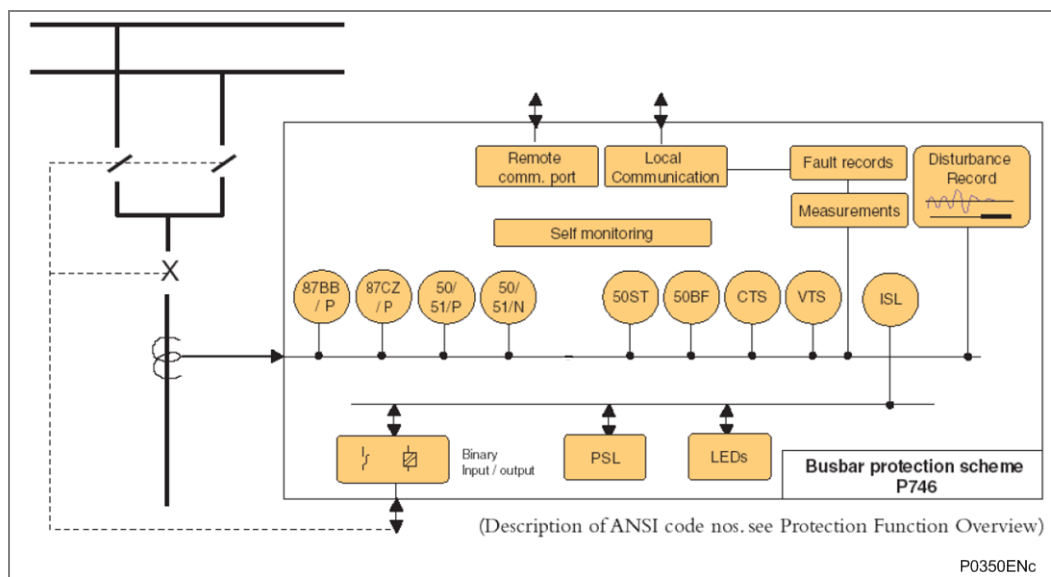 Remote
comm. port
Local
Communication
Fault records
Disturbance
Record
Measurements
Self monitoring
87BB
/ P
87CZ
/ P
50/
51/P
50/
51/N
50ST
50BF
CTS
VTS
ISL
Binary
Input / output
PSL
LEDs
Busbar protection scheme
P746
(Description of ANSI code nos. see Protection Function Overview)
P0350ENc